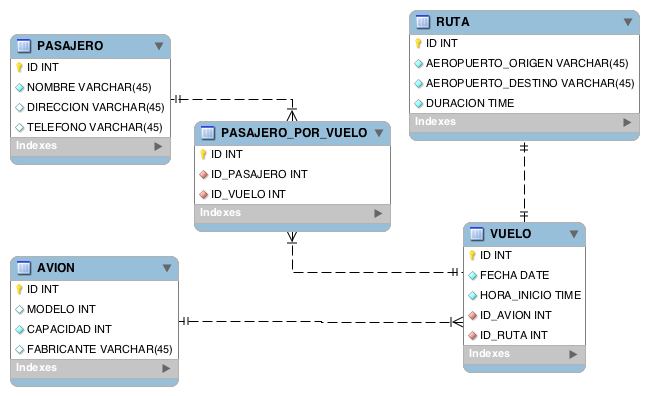 PASAJERO
ID INT
NOMBRE VARCHAR(45)
DIRECCION VARCHAR(45)
TELEFONO VARCHAR(45)
Indexes
RUTA
ID INT
AEROPUERTO_ORIGEN VARCHAR(45)
AEROPUERTO_DESTINO VARCHAR(45)
DURACION TIME
Indexes
PASAJERO_POR_VUELO
ID INT
ID_PASAJERO INT
ID_VUELO INT
Indexes
AVION
ID INT
MODELO INT
CAPACIDAD INT
FABRICANTE VARCHAR(45)
Indexes
VUELO
ID INT
FECHA DATE
HORA_INICIO TIME
ID_AVION INT
ID_RUTA INT
Indexes